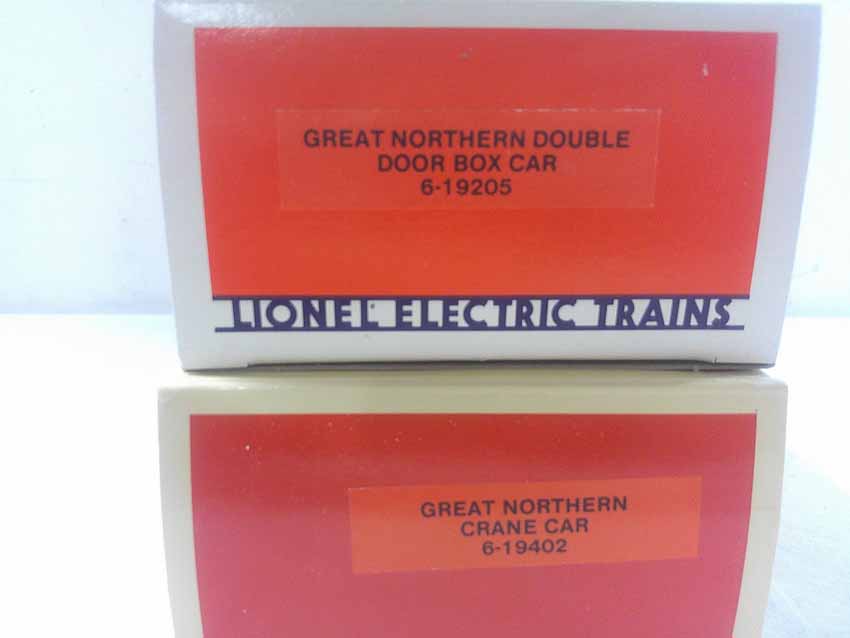 GREAT NORTHERN DOUBLE
DOOR BOX CAR
6-19205
LIONEL ELECTRIC TRAINS
GREAT NORTHERN
CRANE CAR
6-19402